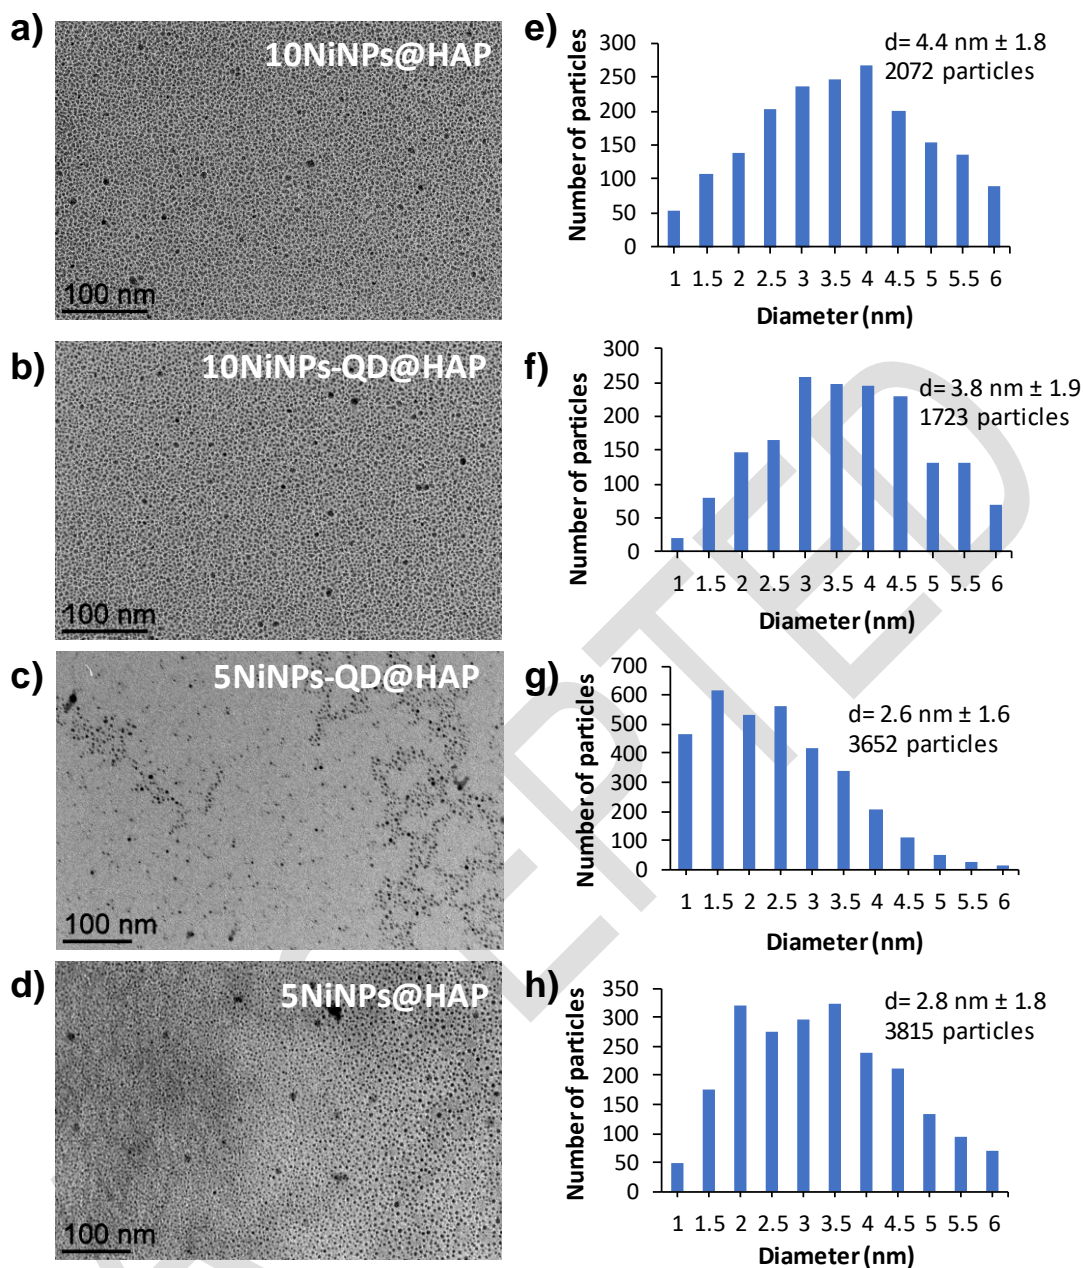 a)
10NiNPs@HAP
100 nm
e)
d= 4.4 nm ± 1.8
2072 particles
Number of particles
300
250
200
150
100
50
0
1 1.5 2 2.5 3 3.5 4 4.5 5 5.5 6
Diameter (nm)
b)
10NiNPs-QD@HAP
100 nm
f)
d= 3.8 nm ± 1.9
1723 particles
Number of particles
300
250
200
150
100
50
0
1 1.5 2 2.5 3 3.5 4 4.5 5 5.5 6
Diameter (nm)
c)
5NiNPs-QD@HAP
100 nm
g)
d= 2.6 nm ± 1.6
3652 particles
Number of particles
700
600
500
400
300
200
100
0
1 1.5 2 2.5 3 3.5 4 4.5 5 5.5 6
Diameter (nm)
d)
5NiNPs@HAP
100 nm
h)
d= 2.8 nm ± 1.8
3815 particles
Number of particles
350
300
250
200
150
100
50
0
1 1.5 2 2.5 3 3.5 4 4.5 5 5.5 6
Diameter (nm)